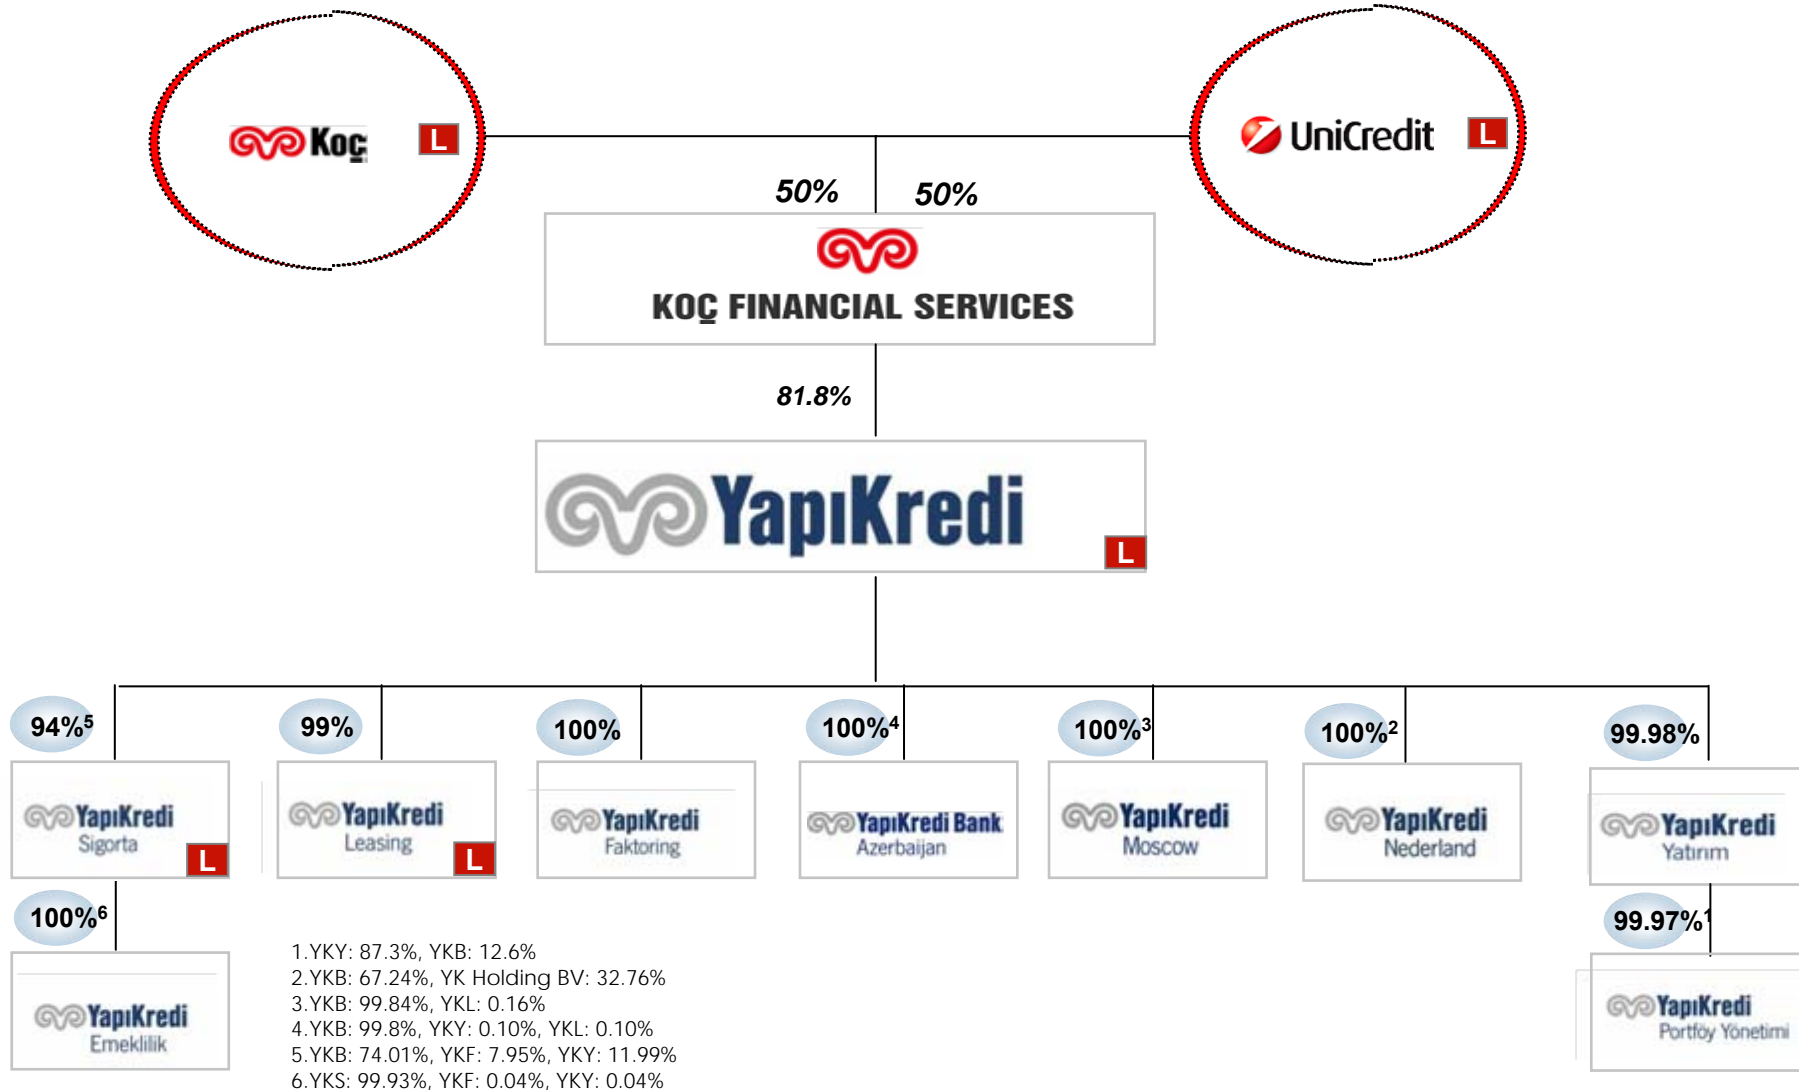 Koç L
UniCredit L
50% 50%
KOÇ FINANCIAL SERVICES
81.8%
YapıKredi
L
94%5 99% 100% 100%4 100%3 100%2 99.98%
YapıKredi
Sigorta
L
YapıKredi
Leasing
L
YapıKredi
Faktoring
YapıKredi Bank
Azerbaijan
YapıKredi
Moscow
YapıKredi
Nederland
YapıKredi
Yatırım
100%6
99.97%1
YapıKredi
Emeklilik
YapıKredi
Portföy Yönetimi
1.YKY: 87.3%, YKB: 12.6%
2.YKB: 67.24%, YK Holding BV: 32.76%
3.YKB: 99.84%, YKL: 0.16%
4.YKB: 99.8%, YKY: 0.10%, YKL: 0.10%
5.YKB: 74.01%, YKF: 7.95%, YKY: 11.99%
6.YKS: 99.93%, YKF: 0.04%, YKY: 0.04%